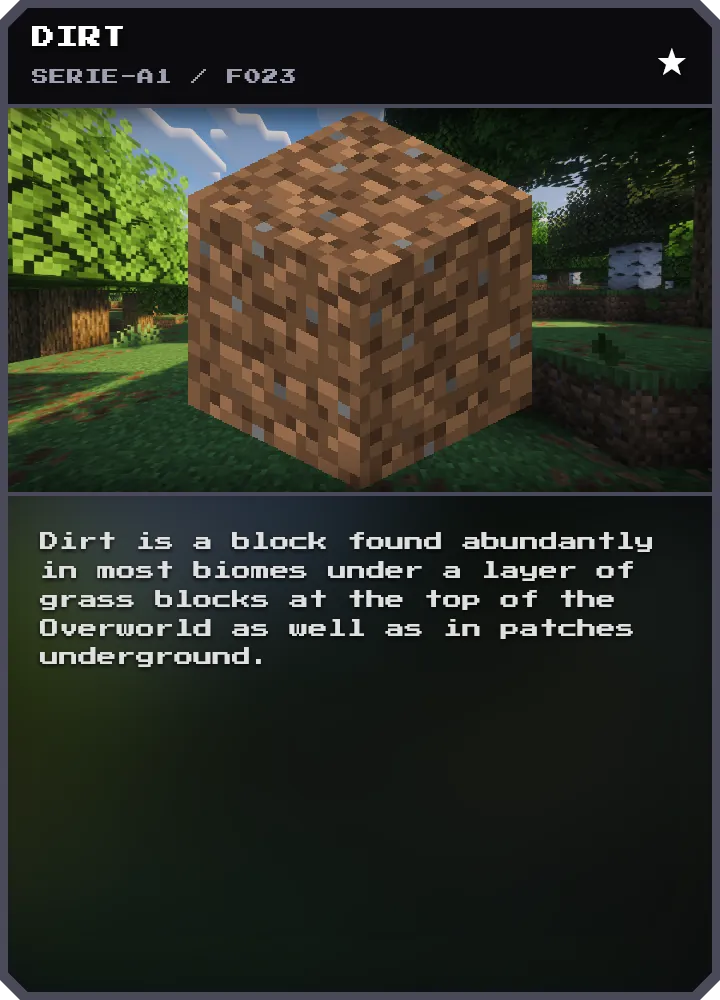 DIRT
SERIE-A1 / F023
Dirt is a block found abundantly
in most biomes under a layer of
grass blocks at the top of the
Overworld as well as in patches
underground.